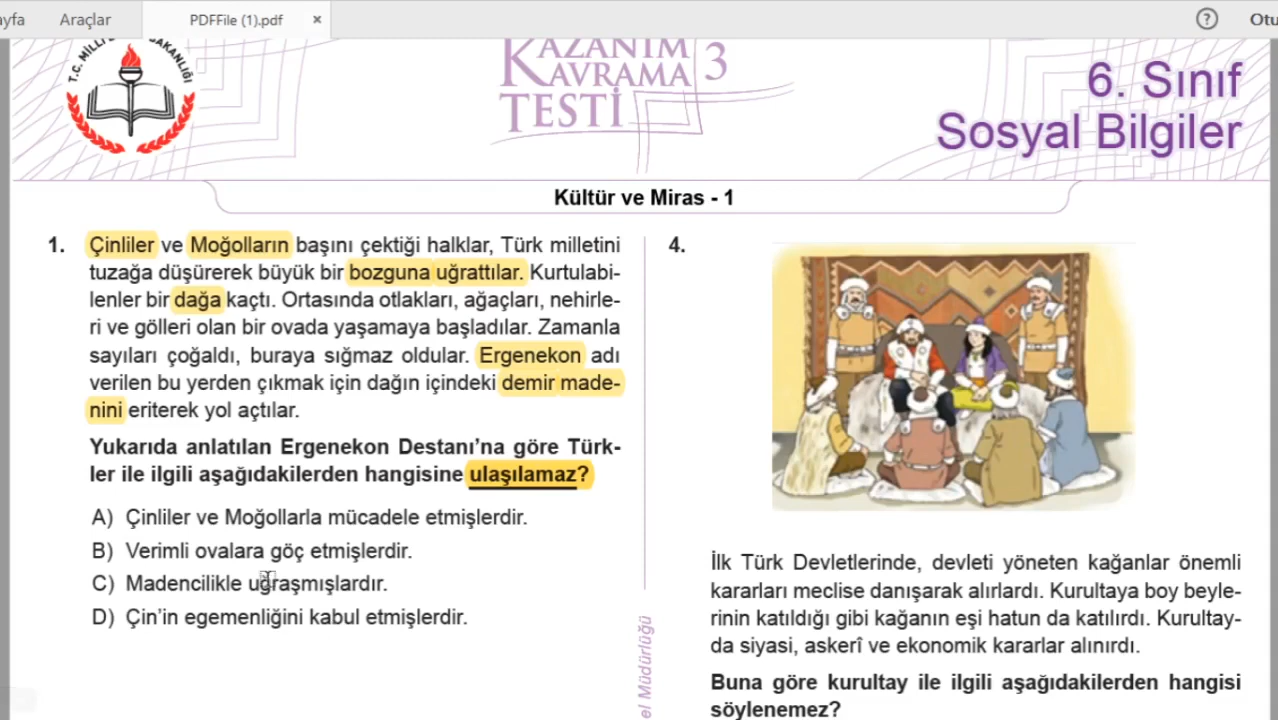 Araçlar
PDFFile (1).pdf
×
?
KAZANIM
KAVRAMA 3
TESTİ
6. Sınıf
Sosyal Bilgiler
Kültür ve Miras - 1
1. Çinliler ve Moğolların başını çektiği halklar, Türk milletini
tuzağa düşürerek büyük bir bozguna uğrattılar. Kurtulabi-
lenler bir dağa kaçtı. Ortasında otlakları, ağaçları, nehirle-
ri ve gölleri olan bir ovada yaşamaya başladılar. Zamanla
sayıları çoğaldı, buraya sığmaz oldular. Ergenekon adı
verilen bu yerden çıkmak için dağın içindeki demir made-
nini eriterek yol açtılar.
Yukarıda anlatılan Ergenekon Destanı'na göre Türk-
ler ile ilgili aşağıdakilerden hangisine ulaşılamaz?
A) Çinliler ve Moğollarla mücadele etmişlerdir.
B) Verimli ovalara göç etmişlerdir.
C) Madencilikle uğraşmışlardır.
D) Çin'in egemenliğini kabul etmişlerdir.
4.
İlk Türk Devletlerinde, devleti yöneten kağanlar önemli
kararları meclise danışarak alırlardı. Kurultaya boy beyle-
rinin katıldığı gibi kağanın eşi hatun da katılırdı. Kurultay-
da siyasi, askerî ve ekonomik kararlar alınırdı.
Buna göre kurultay ile ilgili aşağıdakilerden hangisi
söylenemez?